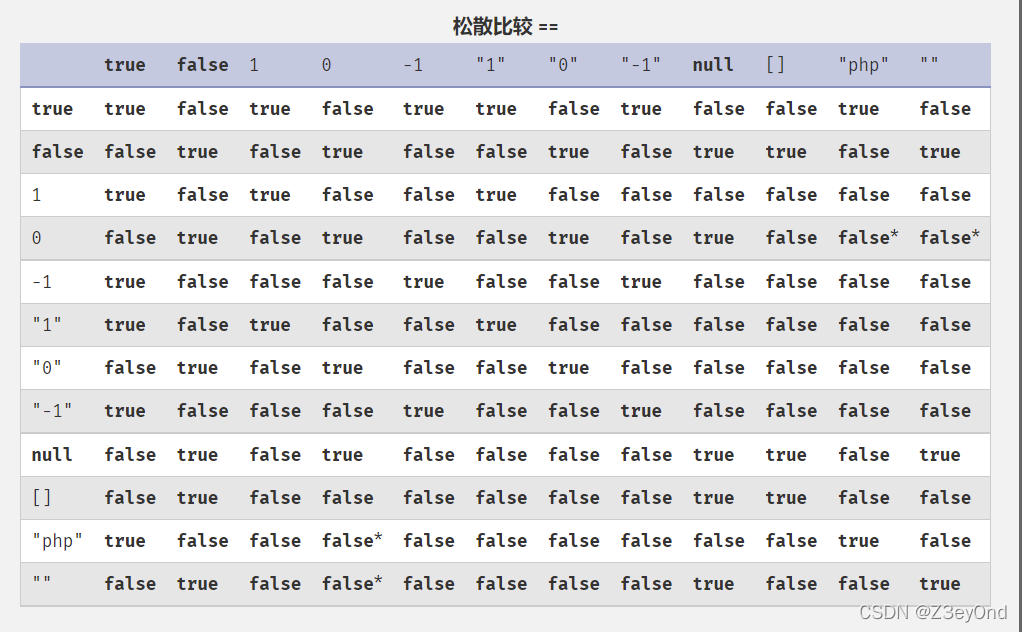 松散比较 ==
true false 1 0 -1 "1" "0" "-1" null [] "php" ""
true true false true false true true false true false false true false
false false true false true false false true false true true false true
1 true false true false false true false false false false false false
0 false true false true false false true false true false false* false*
-1 true false false false true false false true false false false false
"1" true false true false false true false false false false false false
"0" false true false true false false true false false false false false
"-1" true false false false true false false true false false false false
null false true false true false false false false true true false true
[] false true false false false false false false true true false false
"php" true false false false* false false false false false false true false
"" false true false false* false false false false true false false true
CSDN @Z3eyOnd